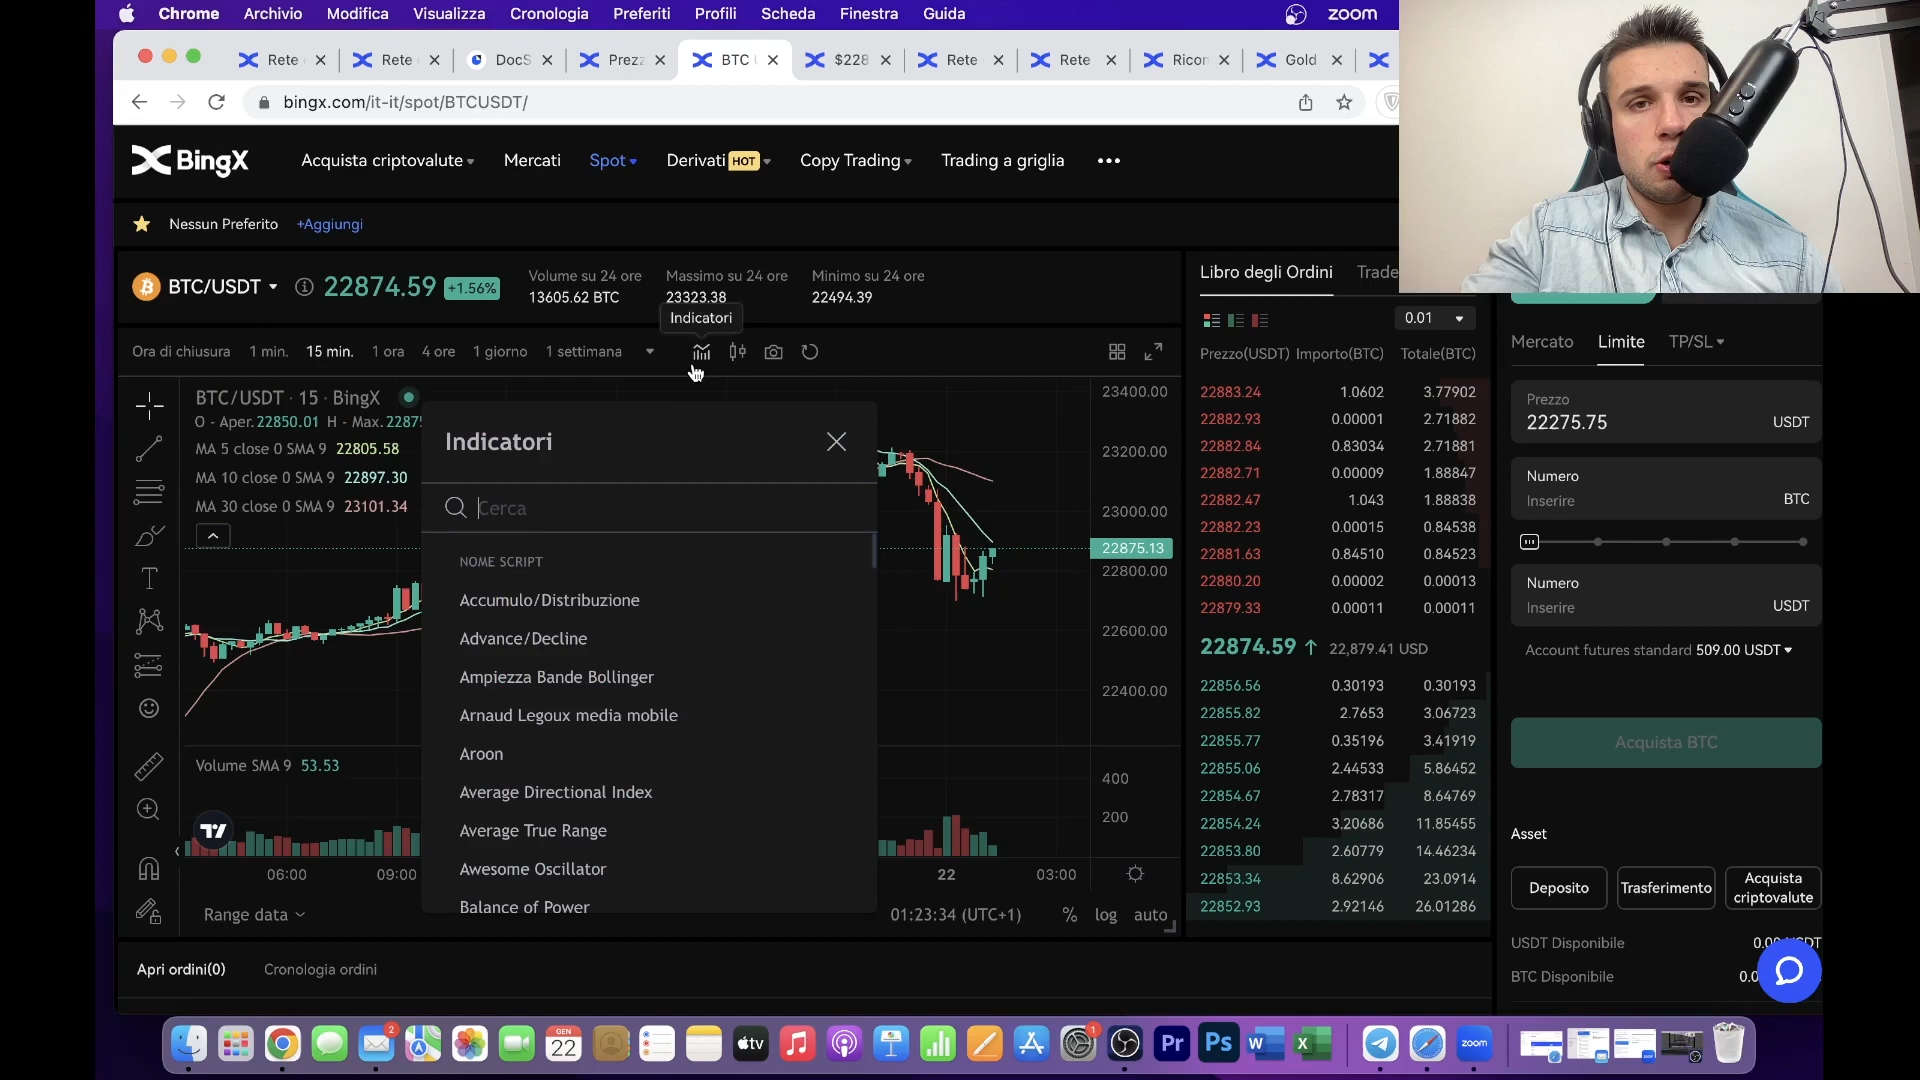 Chrome Archivio Modifica Visualizza Cronologia Preferiti Profili Scheda Finestra Guida zoom
Rete Rete DocS Prezz BTC $228 Rete Rete Ricon Gold
bingx.com/it-it/spot/BTCUSDT/
BingX Acquista criptovalute Mercati Spot Derivati HOT Copy Trading Trading a griglia •••
Nessun Preferito +Aggiungi
BTC/USDT 22874.59 +1.56%
Volume su 24 ore Massimo su 24 ore Minimo su 24 ore
13605.62 BTC 23323.38 22494.39
Indicatori
Ora di chiusura 1 min. 15 min. 1 ora 4 ore 1 giorno 1 settimana
BTC/USDT · 15 · BingX
O - Aper.22850.01 H - Max.2287
MA 5 close 0 SMA 9 22805.58
MA 10 close 0 SMA 9 22897.30
MA 30 close 0 SMA 9 23101.34
Volume SMA 9 53.53
Indicatori
Cerca
NOME SCRIPT
Accumulo/Distribuzione
Advance/Decline
Ampiezza Bande Bollinger
Arnaud Legoux media mobile
Aroon
Average Directional Index
Average True Range
Awesome Oscillator
Balance of Power
23400.00
23200.00
23000.00
22875.13
22800.00
22600.00
22400.00
400
200
06:00 09:00 22 03:00
Range data 01:23:34 (UTC+1) % log auto
Apri ordini(0) Cronologia ordini
Libro degli Ordini Trade
0.01
Prezzo(USDT) Importo(BTC) Totale(BTC)
22883.24 1.0602 3.77902
22882.93 0.00001 2.71882
22882.84 0.83034 2.71881
22882.71 0.00009 1.88847
22882.47 1.043 1.88838
22882.23 0.00015 0.84538
22881.63 0.84510 0.84523
22880.20 0.00002 0.00013
22879.33 0.00011 0.00011
22874.59 ↑ 22,879.41 USD
22856.56 0.30193 0.30193
22855.82 2.7653 3.06723
22855.77 0.35196 3.41919
22855.06 2.44533 5.86452
22854.67 2.78317 8.64769
22854.24 3.20686 11.85455
22853.80 2.60779 14.46234
22853.34 8.62906 23.0914
22852.93 2.92146 26.01286
Mercato Limite TP/SL
Prezzo
22275.75 USDT
Numero
Inserire BTC
Numero
Inserire USDT
Account futures standard 509.00 USDT
Acquista BTC
Asset
Deposito Trasferimento Acquista criptovalute
USDT Disponibile
BTC Disponibile
2 GEN 22 tv 1 Pr Ps W X zoom